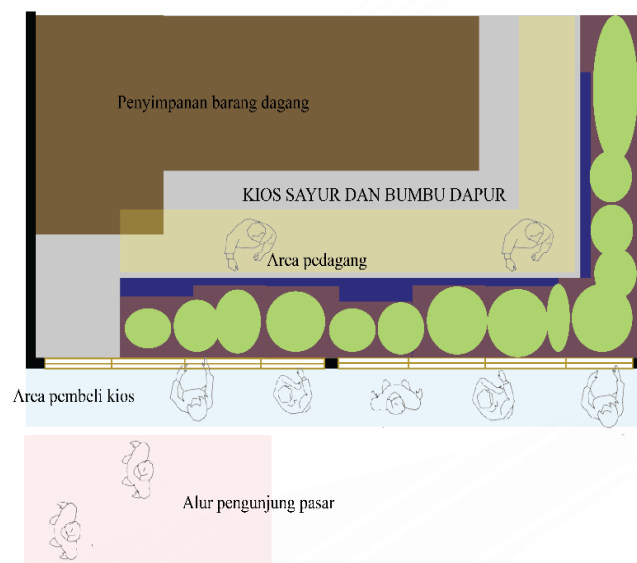 Penyimpanan barang dagang
KIOS SAYUR DAN BUMBU DAPUR
Area pedagang
Area pembeli kios
Alur pengunjung pasar